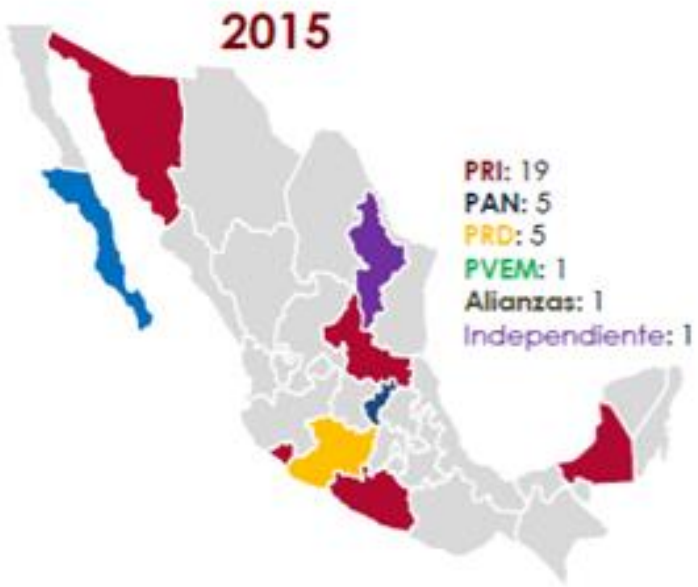 2015
PRI: 19
PAN: 5
PRD: 5
PVEM: 1
Alianzas: 1
Independiente: 1